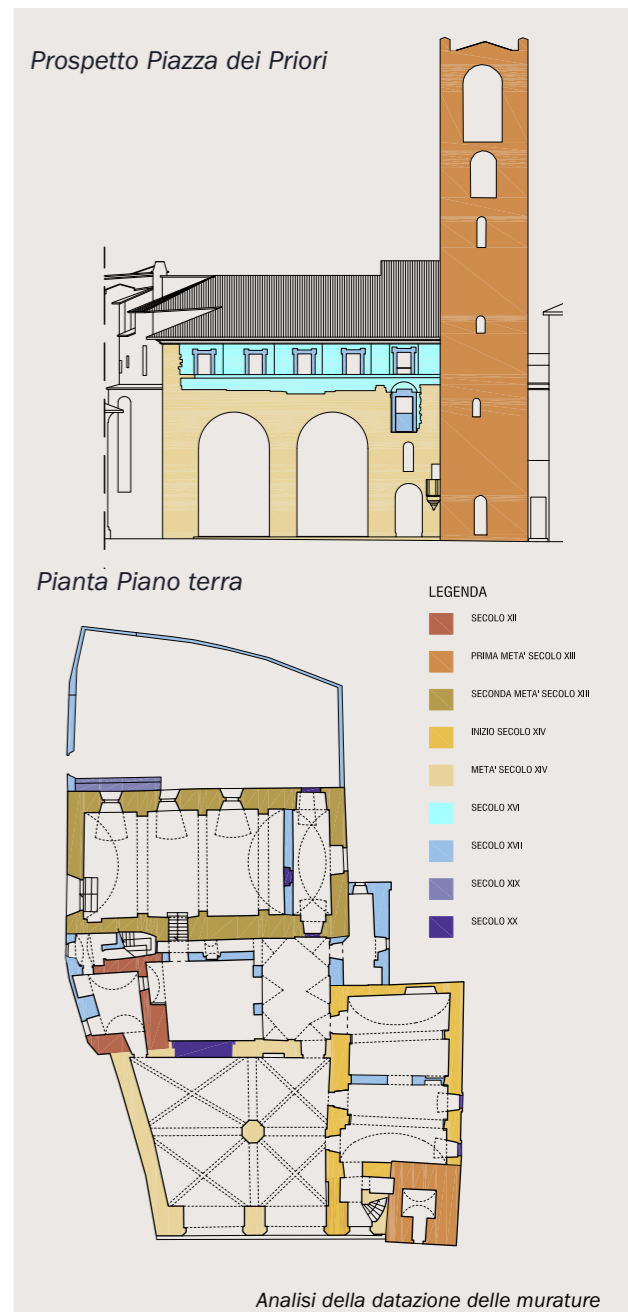 Prospetto Piazza dei Priori
Pianta Piano terra
LEGENDA
SECOLO XII
PRIMA META' SECOLO XIII
SECONDA META' SECOLO XIII
INIZIO SECOLO XIV
META' SECOLO XIV
SECOLO XVI
SECOLO XVII
SECOLO XIX
SECOLO XX
Analisi della datazione delle murature